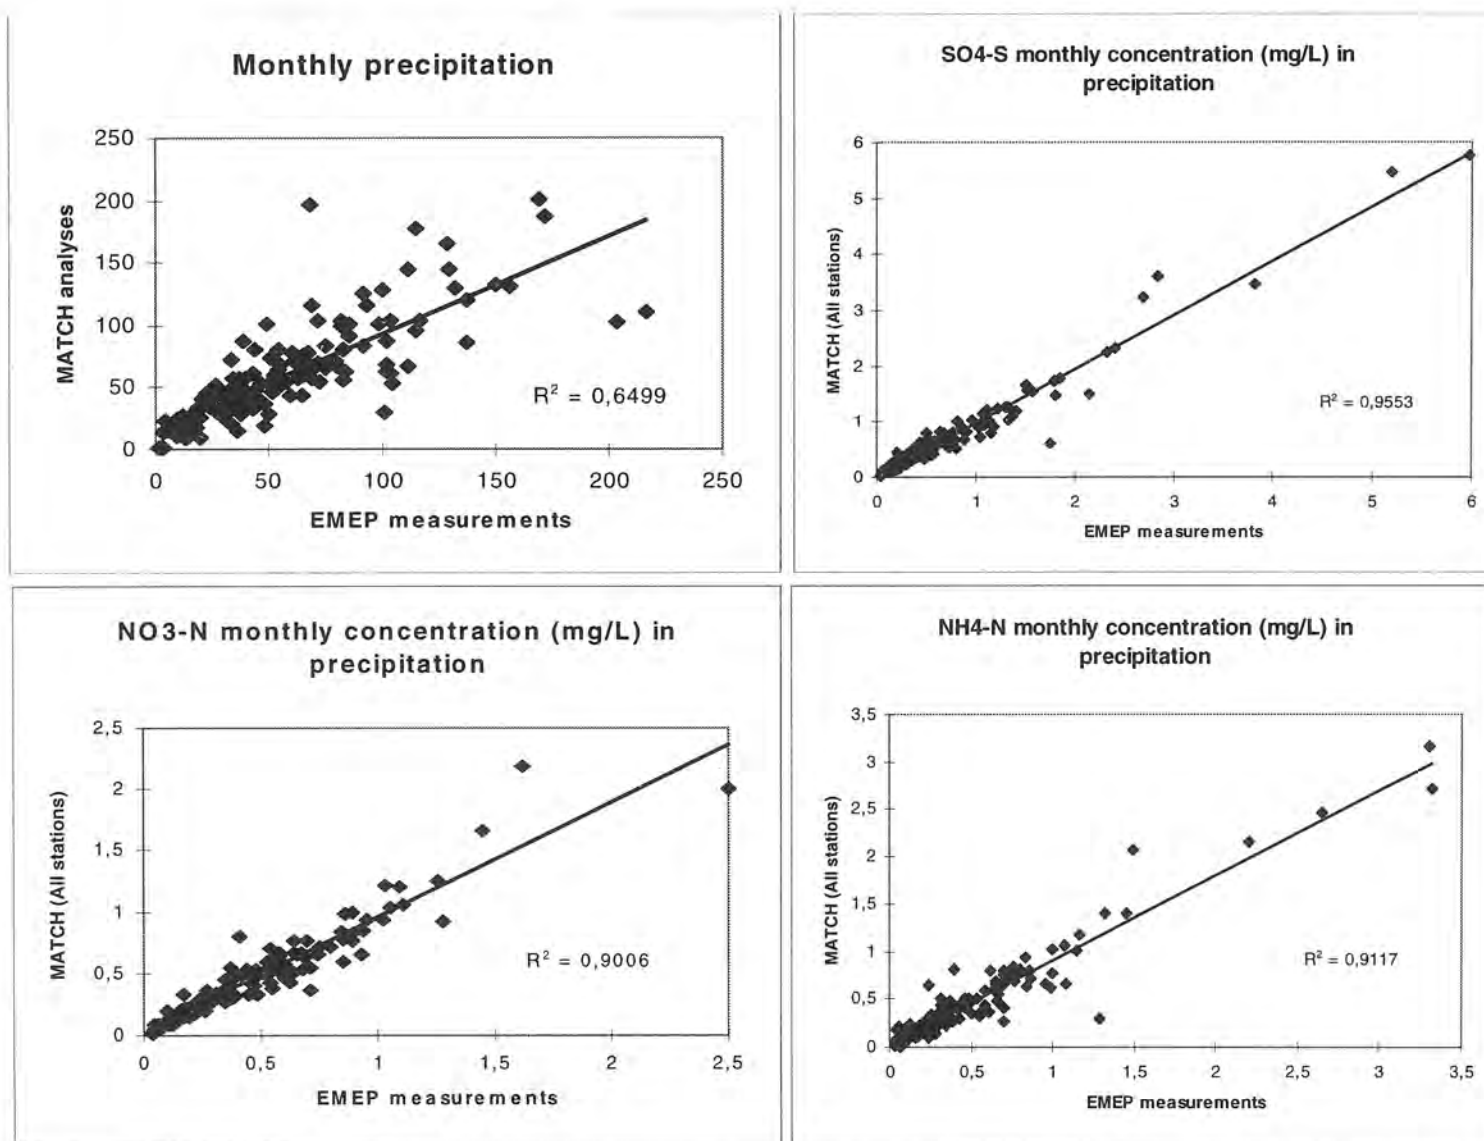 Monthly precipitation
250
200
150
100
50
0
MATCH analyses
0 50 100 150 200 250
EMEP measurements
R² = 0,6499
SO4-S monthly concentration (mg/L) in
precipitation
6
5
4
3
2
1
0
MATCH (All stations)
0 1 2 3 4 5 6
EMEP measurements
R² = 0,9553
NO3-N monthly concentration (mg/L) in
precipitation
2,5
2
1,5
1
0,5
0
MATCH (All stations)
0 0,5 1 1,5 2 2,5
EMEP measurements
R² = 0,9006
NH4-N monthly concentration (mg/L) in
precipitation
3,5
3
2,5
2
1,5
1
0,5
0
MATCH (All stations)
0 0,5 1 1,5 2 2,5 3 3,5
EMEP measurements
R² = 0,9117